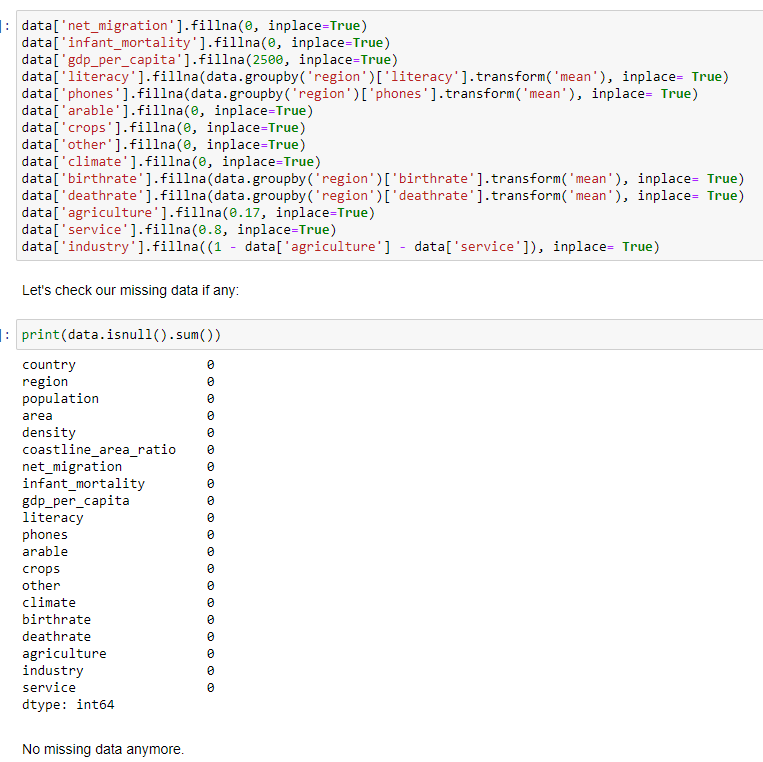 ]: data['net_migration'].fillna(0, inplace=True)
data['infant_mortality'].fillna(0, inplace=True)
data['gdp_per_capita'].fillna(2500, inplace=True)
data['literacy'].fillna(data.groupby('region')['literacy'].transform('mean'), inplace= True)
data['phones'].fillna(data.groupby('region')['phones'].transform('mean'), inplace= True)
data['arable'].fillna(0, inplace=True)
data['crops'].fillna(0, inplace=True)
data['other'].fillna(0, inplace=True)
data['climate'].fillna(0, inplace=True)
data['birthrate'].fillna(data.groupby('region')['birthrate'].transform('mean'), inplace= True)
data['deathrate'].fillna(data.groupby('region')['deathrate'].transform('mean'), inplace= True)
data['agriculture'].fillna(0.17, inplace=True)
data['service'].fillna(0.8, inplace=True)
data['industry'].fillna((1 - data['agriculture'] - data['service']), inplace= True)
Let's check our missing data if any:
]: print(data.isnull().sum())
country 0
region 0
population 0
area 0
density 0
coastline_area_ratio 0
net_migration 0
infant_mortality 0
gdp_per_capita 0
literacy 0
phones 0
arable 0
crops 0
other 0
climate 0
birthrate 0
deathrate 0
agriculture 0
industry 0
service 0
dtype: int64
No missing data anymore.